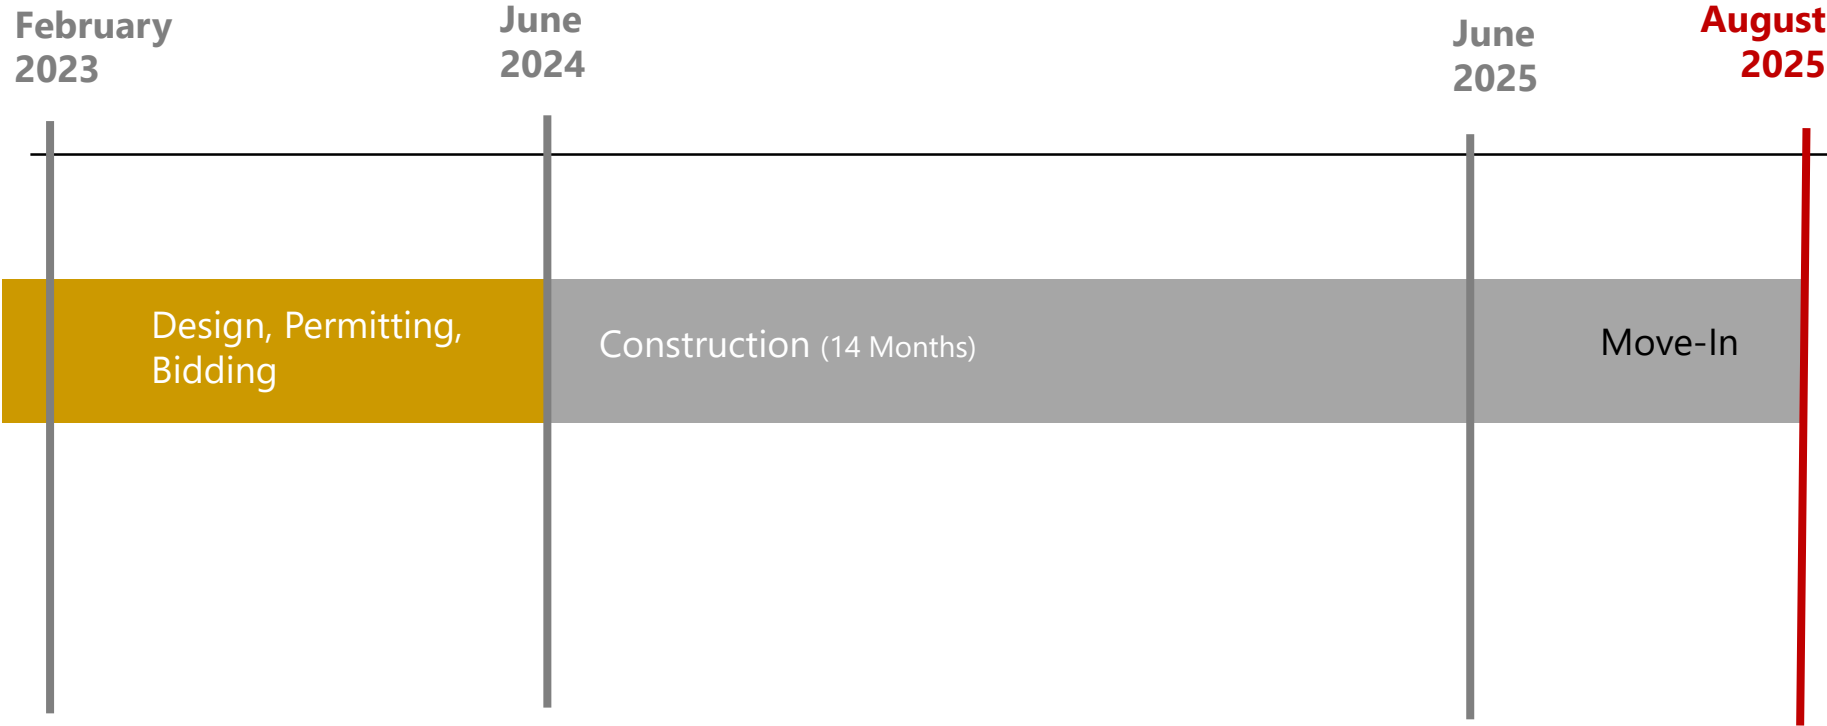 February
2023
June
2024
June
2025
August
2025
Design, Permitting,
Bidding
Construction (14 Months)
Move-In